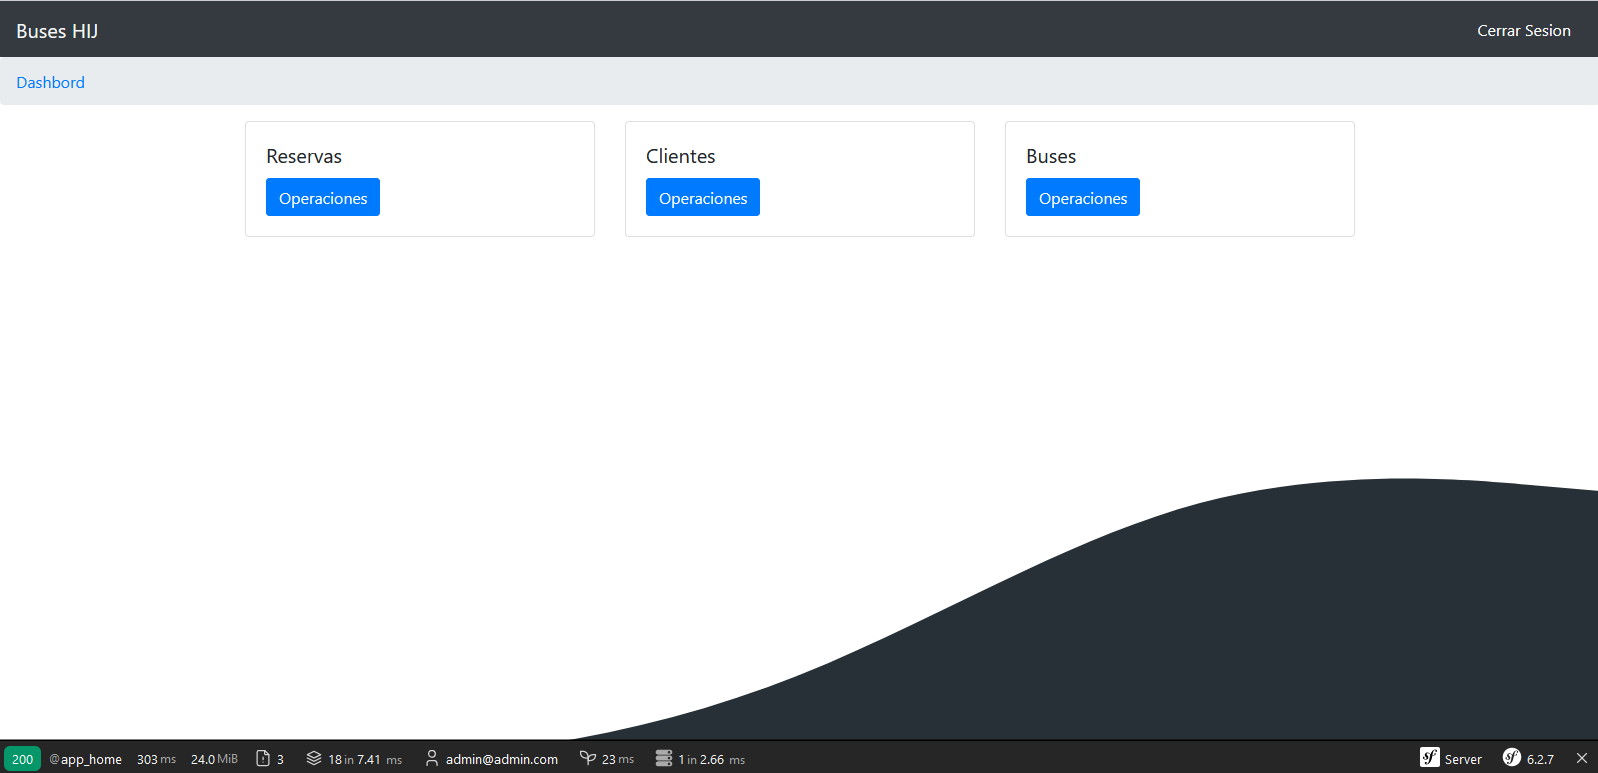 Buses HIJ Cerrar Sesion
Dashbord
Reservas Clientes Buses
Operaciones Operaciones Operaciones
200 @app_home 303 ms 24.0 MiB 3 18 in 7.41 ms admin@admin.com 23 ms 1 in 2.66 ms sf Server sf 6.2.7